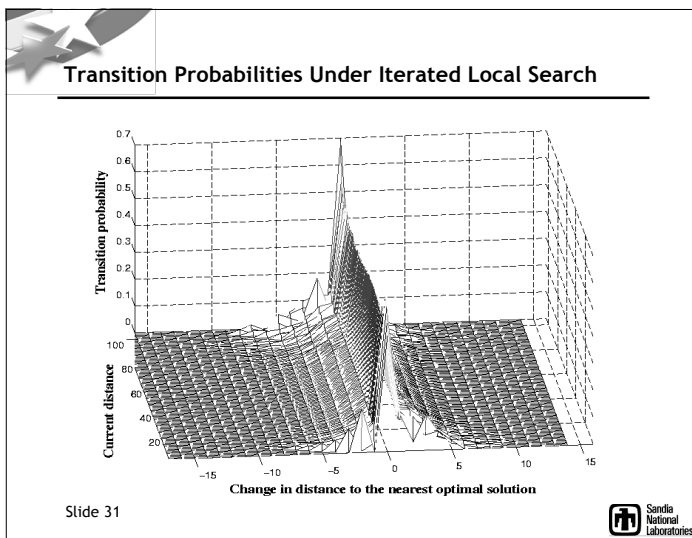 Transition Probabilities Under Iterated Local Search
0.7
0.6
0.5
0.4
0.3
0.2
0.1
0
Transition probability
100
80
60
40
20
Current distance
-15
-10
-5
0
5
10
15
Change in distance to the nearest optimal solution
Slide 31
Sandia
National
Laboratories